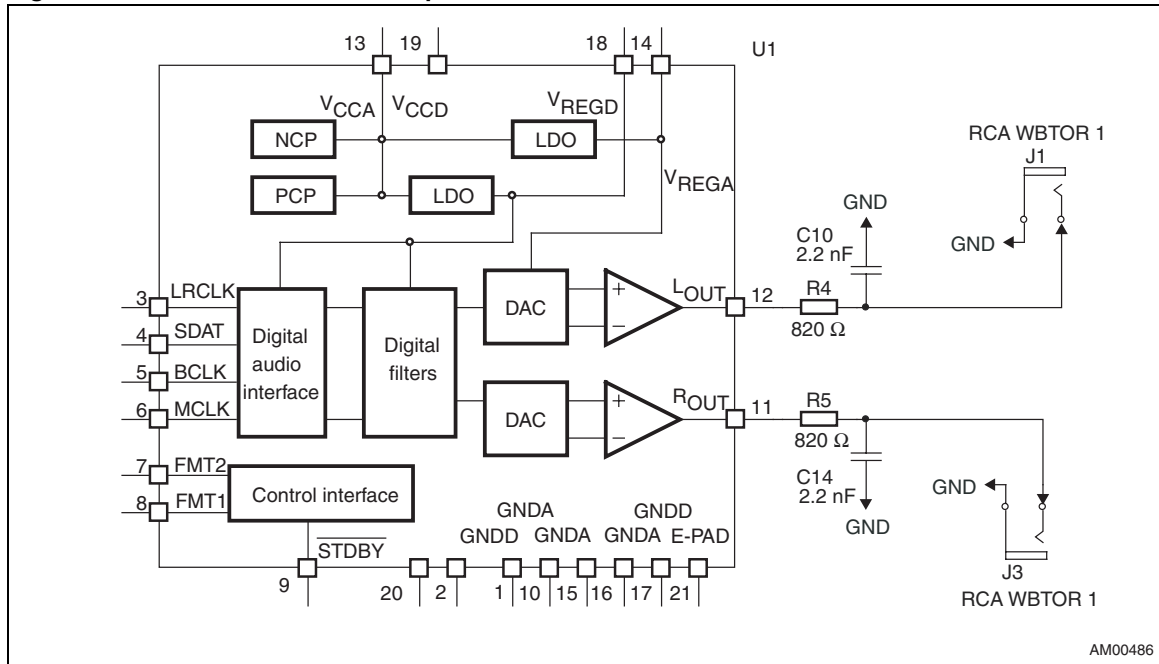 13
19
18
14
U1
VCCA
VCCD
VREGD
NCP
LDO
RCA WBTOR 1
J1
PCP
LDO
VREGA
GND
C10
2.2 nF
GND
LRCLK
3
SDAT
4
BCLK
5
MCLK
6
Digital
audio
interface
Digital
filters
DAC
+
−
LOUT
12
R4
820 Ω
DAC
+
−
ROUT
11
R5
820 Ω
C14
2.2 nF
GND
GND
J3
RCA WBTOR 1
7
FMT2
8
FMT1
Control interface
STDBY
GNDA
GNDD
GNDD
GNDA
GNDA
E-PAD
9
20
2
1
10
15
16
17
21
AM00486